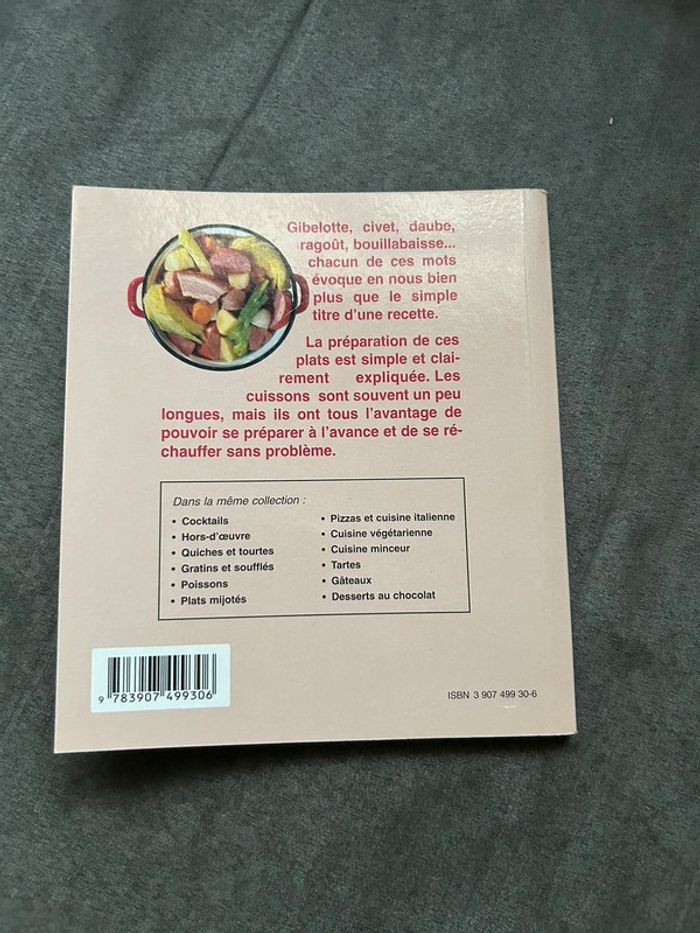 Gibelotte, civet, daube,
ragoût, bouillabaisse...
chacun de ces mots
évoque en nous bien
plus que le simple
titre d'une recette.
La préparation de ces
plats est simple et clai-
rement expliquée. Les
cuissons sont souvent un peu
longues, mais ils ont tous l'avantage de
pouvoir se préparer à l'avance et de se ré-
chauffer sans problème.
Dans la même collection :
• Cocktails
• Hors-d'œuvre
• Quiches et tourtes
• Gratins et soufflés
• Poissons
• Plats mijotés
• Pizzas et cuisine italienne
• Cuisine végétarienne
• Cuisine minceur
• Tartes
• Gâteaux
• Desserts au chocolat
9 783907 499306
ISBN 3 907 499 30-6